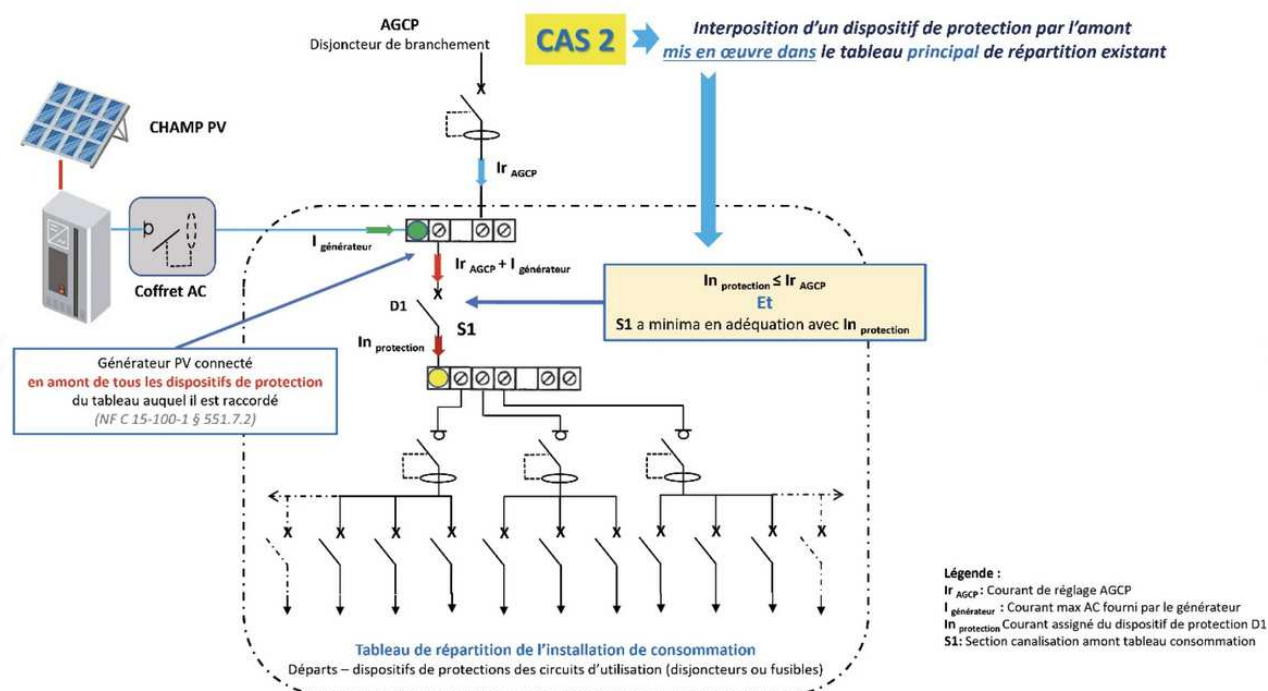 AGCP
Disjoncteur de branchement
CAS 2
Interposition d'un dispositif de protection par l'amont
mis en œuvre dans le tableau principal de répartition existant
CHAMP PV
Ir AGCP
I générateur
Coffret AC
Ir AGCP + I générateur
D1
S1
In protection
In protection ≤ Ir AGCP
Et
S1 a minima en adéquation avec In protection
Générateur PV connecté
en amont de tous les dispositifs de protection
du tableau auquel il est raccordé
(NF C 15-100-1 § 551.7.2)
Tableau de répartition de l'installation de consommation
Départs – dispositifs de protections des circuits d'utilisation (disjoncteurs ou fusibles)
Légende :
Ir AGCP : Courant de réglage AGCP
I générateur : Courant max AC fourni par le générateur
In protection Courant assigné du dispositif de protection D1
S1: Section canalisation amont tableau consommation